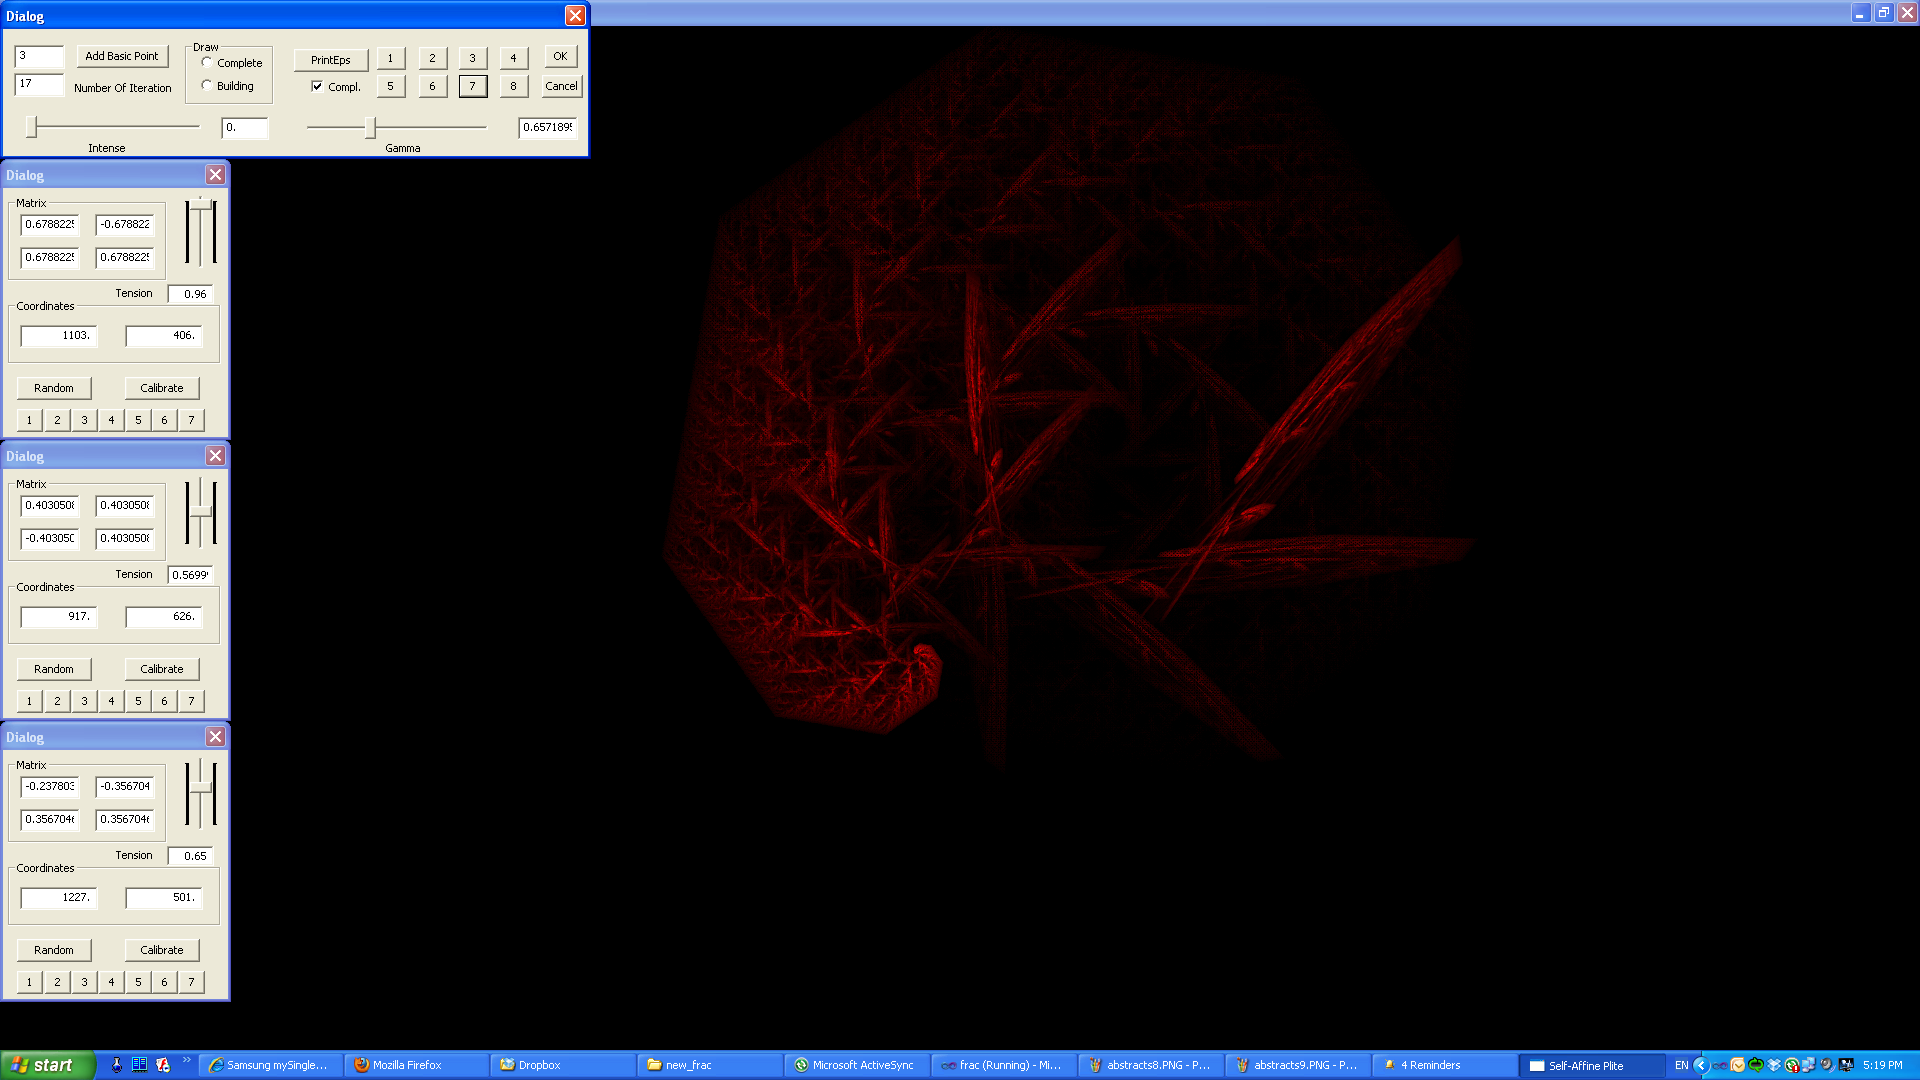 Dialog
3
Add Basic Point
17
Number Of Iteration
Draw
Complete
Building
PrintEps
Compl.
1 2 3 4
5 6 7 8
OK
Cancel
0.
Intense
0.657189
Gamma
Dialog
Matrix
0.678822 -0.678822
0.678822 0.678822
Tension 0.96
Coordinates
1103. 406.
Random Calibrate
1 2 3 4 5 6 7
Dialog
Matrix
0.403050 0.403050
-0.40305 0.403050
Tension 0.5699
Coordinates
917. 626.
Random Calibrate
1 2 3 4 5 6 7
Dialog
Matrix
-0.237803 -0.356704
0.356704 0.356704
Tension 0.65
Coordinates
1227. 501.
Random Calibrate
1 2 3 4 5 6 7
start
Samsung mySingle...
Mozilla Firefox
Dropbox
new_frac
Microsoft ActiveSync
frac (Running) - Mi...
abstracts8.PNG - P...
abstracts9.PNG - P...
4 Reminders
Self-Affine Plite
EN
5:19 PM